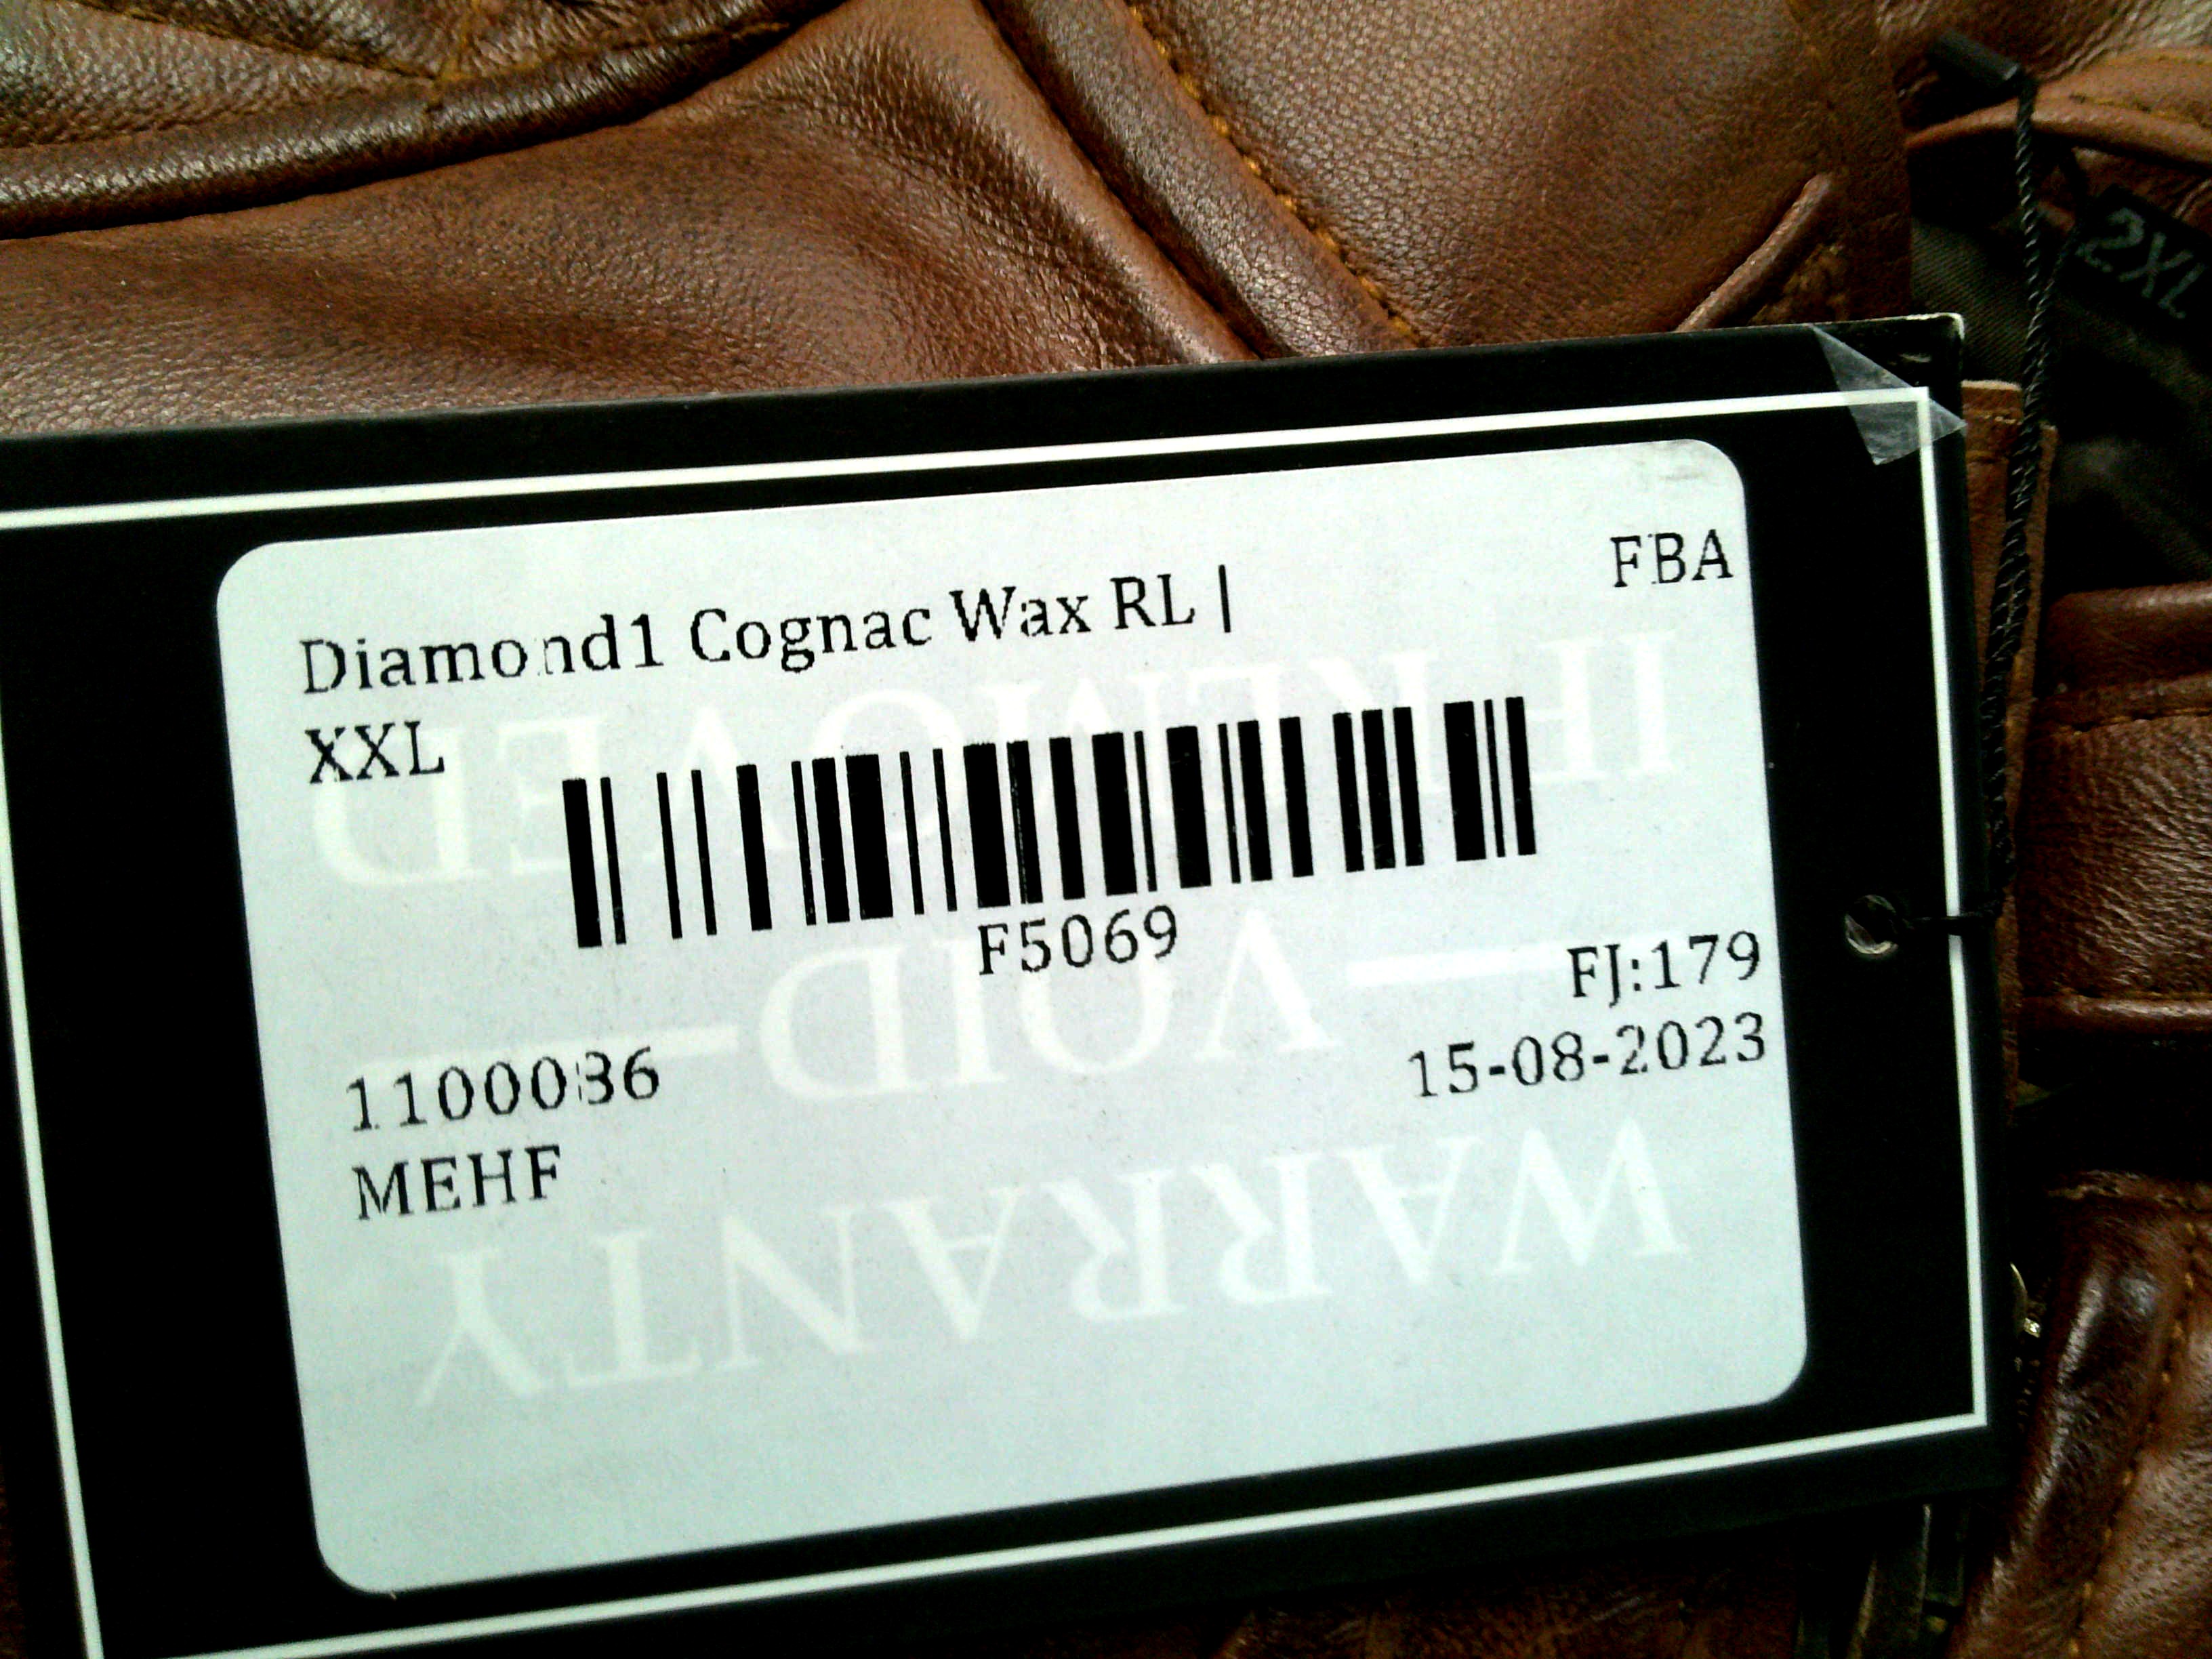 2XL
Diamond1 Cognac Wax RL |
XXL
FBA
F5069
FJ:179
15-08-2023
1100036
MEHF
WARRANTY
VOID
IF REMOVED